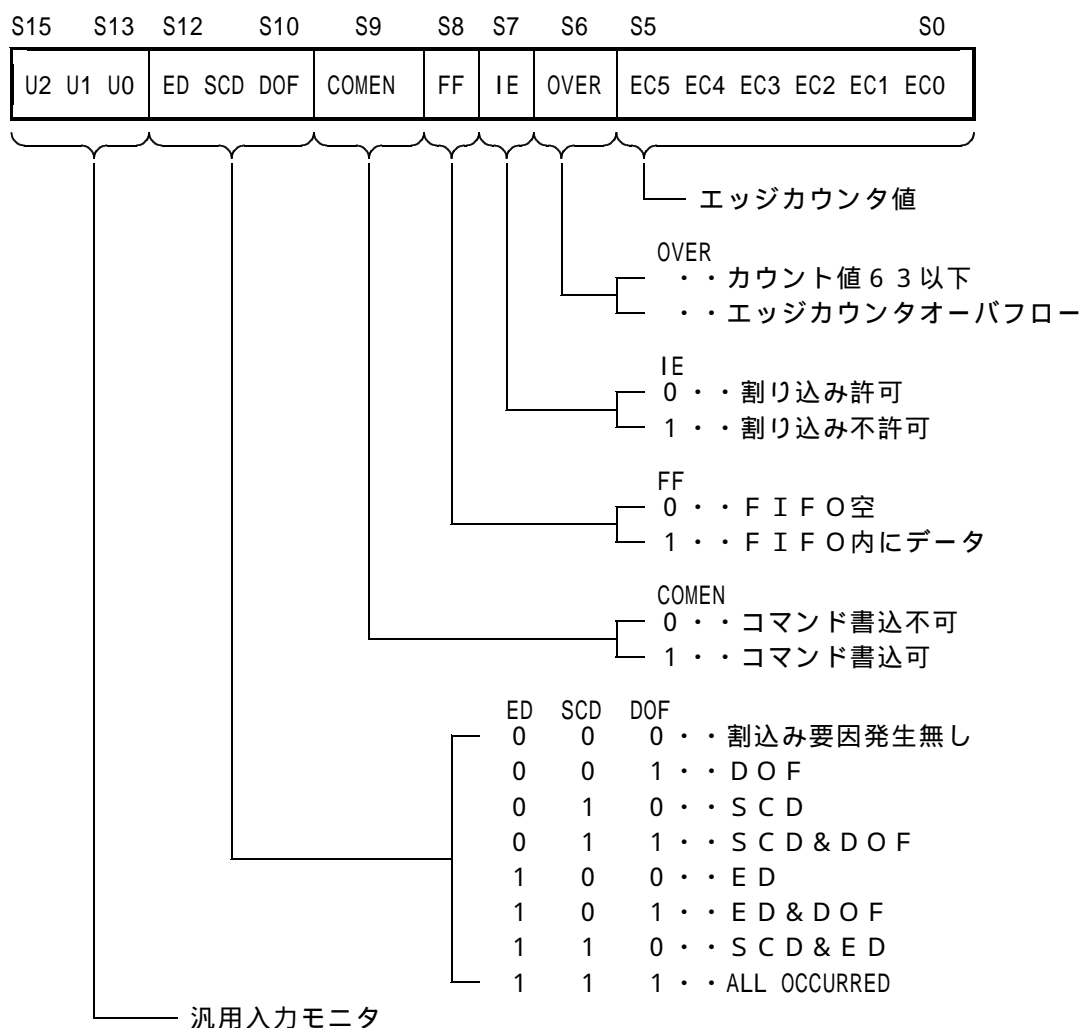 S15 S13 S12 S10 S9 S8 S7 S6 S5 S0
U2 U1 U0 ED SCD DOF COMEN FF IE OVER EC5 EC4 EC3 EC2 EC1 EC0
エッジカウンタ値
OVER
・・カウント値63以下
・・エッジカウンタオーバフロー
IE
0・・割り込み許可
1・・割り込み不許可
FF
0・・FIFO空
1・・FIFO内にデータ
COMEN
0・・コマンド書込不可
1・・コマンド書込可
ED SCD DOF
0 0 0・・割込み要因発生無し
0 0 1・・DOF
0 1 0・・SCD
0 1 1・・SCD&DOF
1 0 0・・ED
1 0 1・・ED&DOF
1 1 0・・SCD&ED
1 1 1・・ALL OCCURRED
汎用入力モニタ